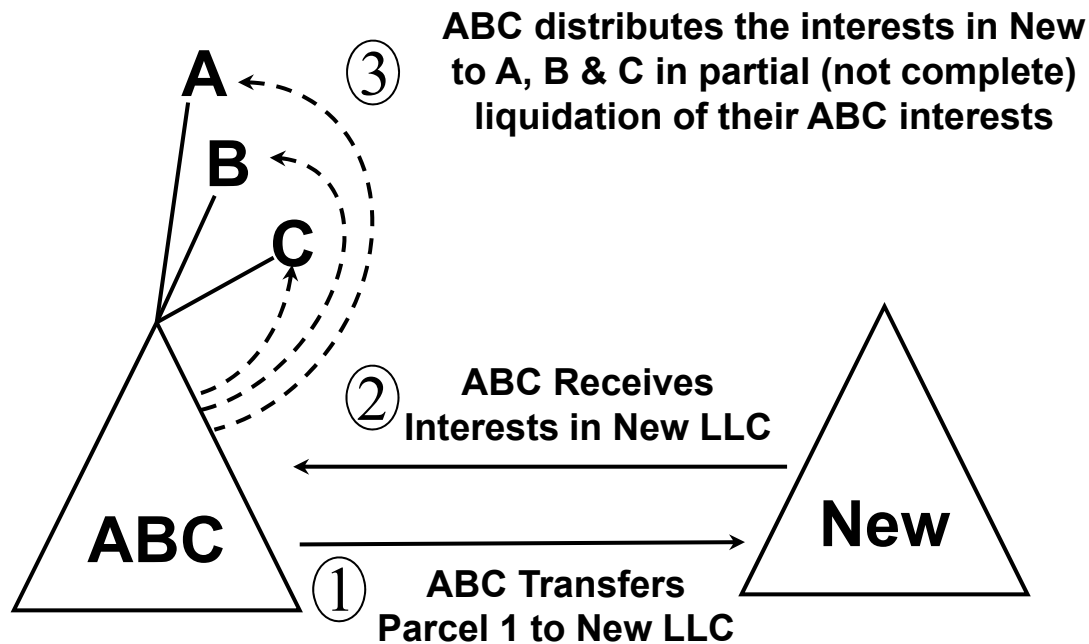 ABC distributes the interests in New
to A, B & C in partial (not complete)
liquidation of their ABC interests
3
A
B
C
2
ABC Receives
Interests in New LLC
ABC
New
1
ABC Transfers
Parcel 1 to New LLC